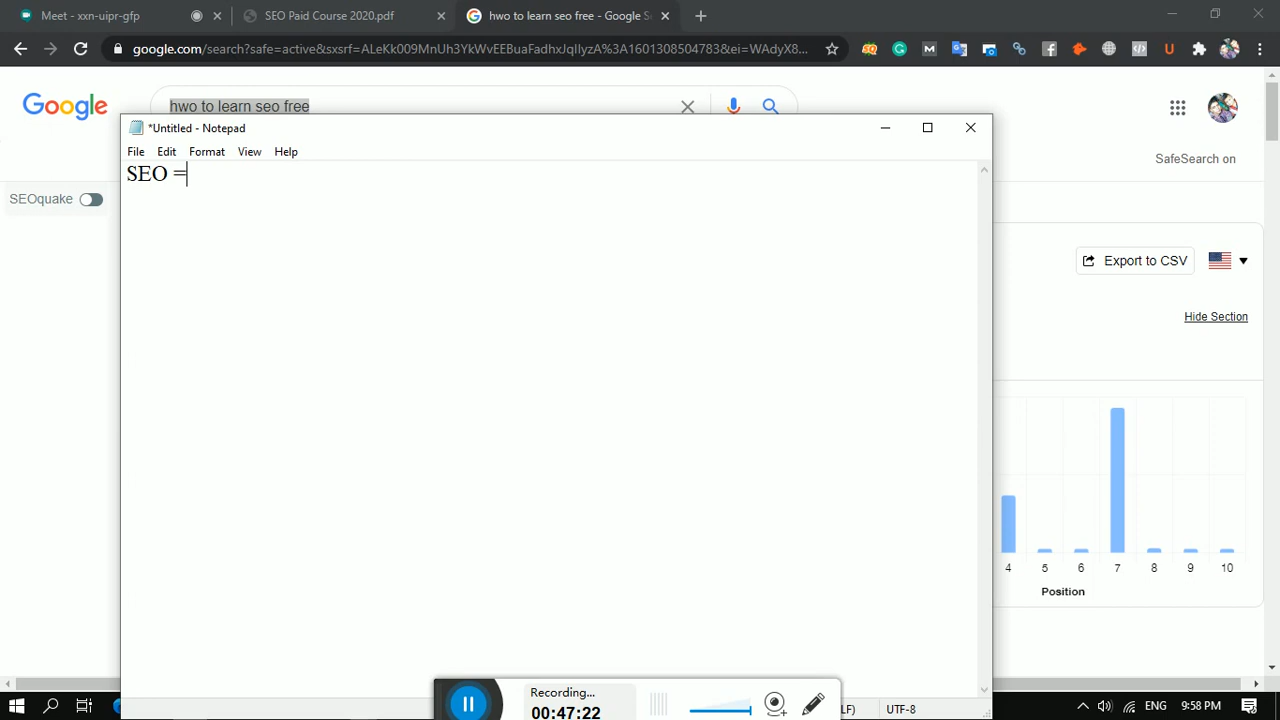 Meet - xxn-uipr-gfp
SEO Paid Course 2020.pdf
hwo to learn seo free - Google Se
google.com/search?safe=active&sxsrf=ALeKk009MnUh3YkWvEEBuaFadhxJqIlyzA%3A1601308504783&ei=WAdyX8...
Google
hwo to learn seo free
SafeSearch on
SEOquake
*Untitled - Notepad
File Edit Format View Help
SEO =
Export to CSV
Hide Section
4 5 6 7 8 9 10
Position
LF) UTF-8
Recording...
00:47:22
ENG 9:58 PM